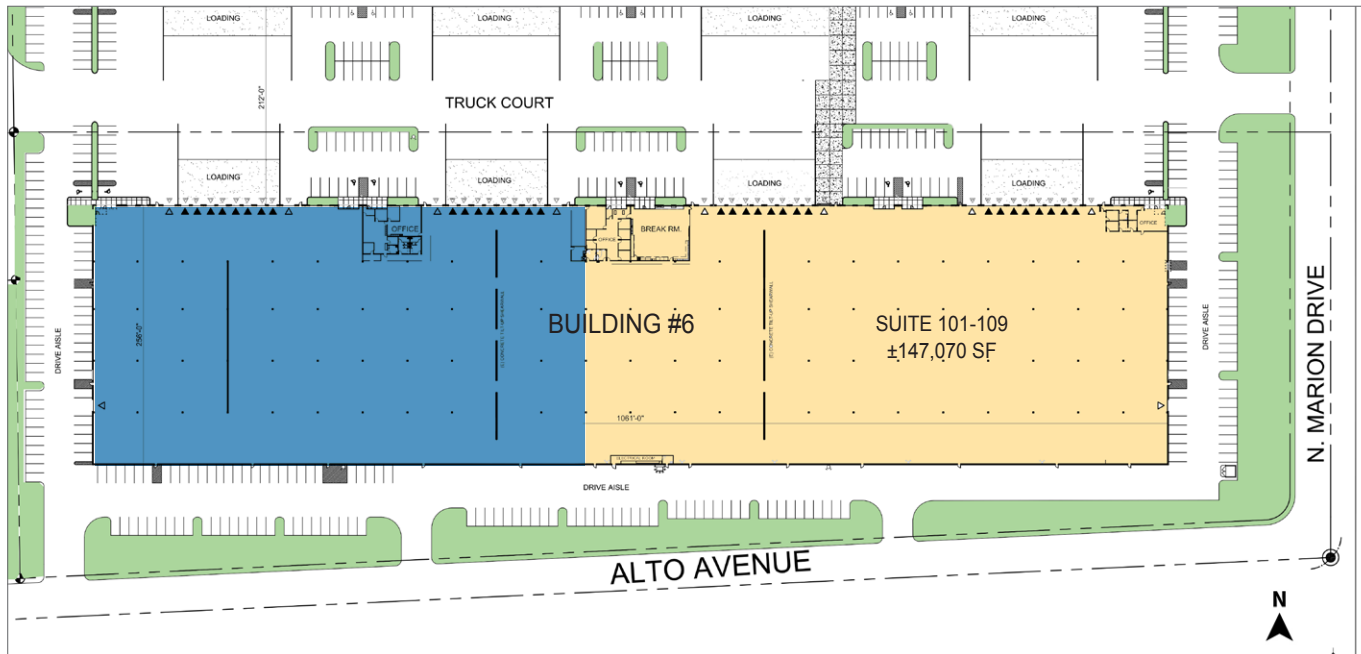 LOADING
LOADING
LOADING
LOADING
212'-0"
TRUCK COURT
LOADING
LOADING
LOADING
LOADING
OFFICE
OFFICE
BREAK RM.
OFFICE
256'-0"
BUILDING #6
SUITE 101-109
±147,070 SF
DRIVE AISLE
DRIVE AISLE
N. MARION DRIVE
1061'-0"
ELECTRICAL ROOM
DRIVE AISLE
ALTO AVENUE
N